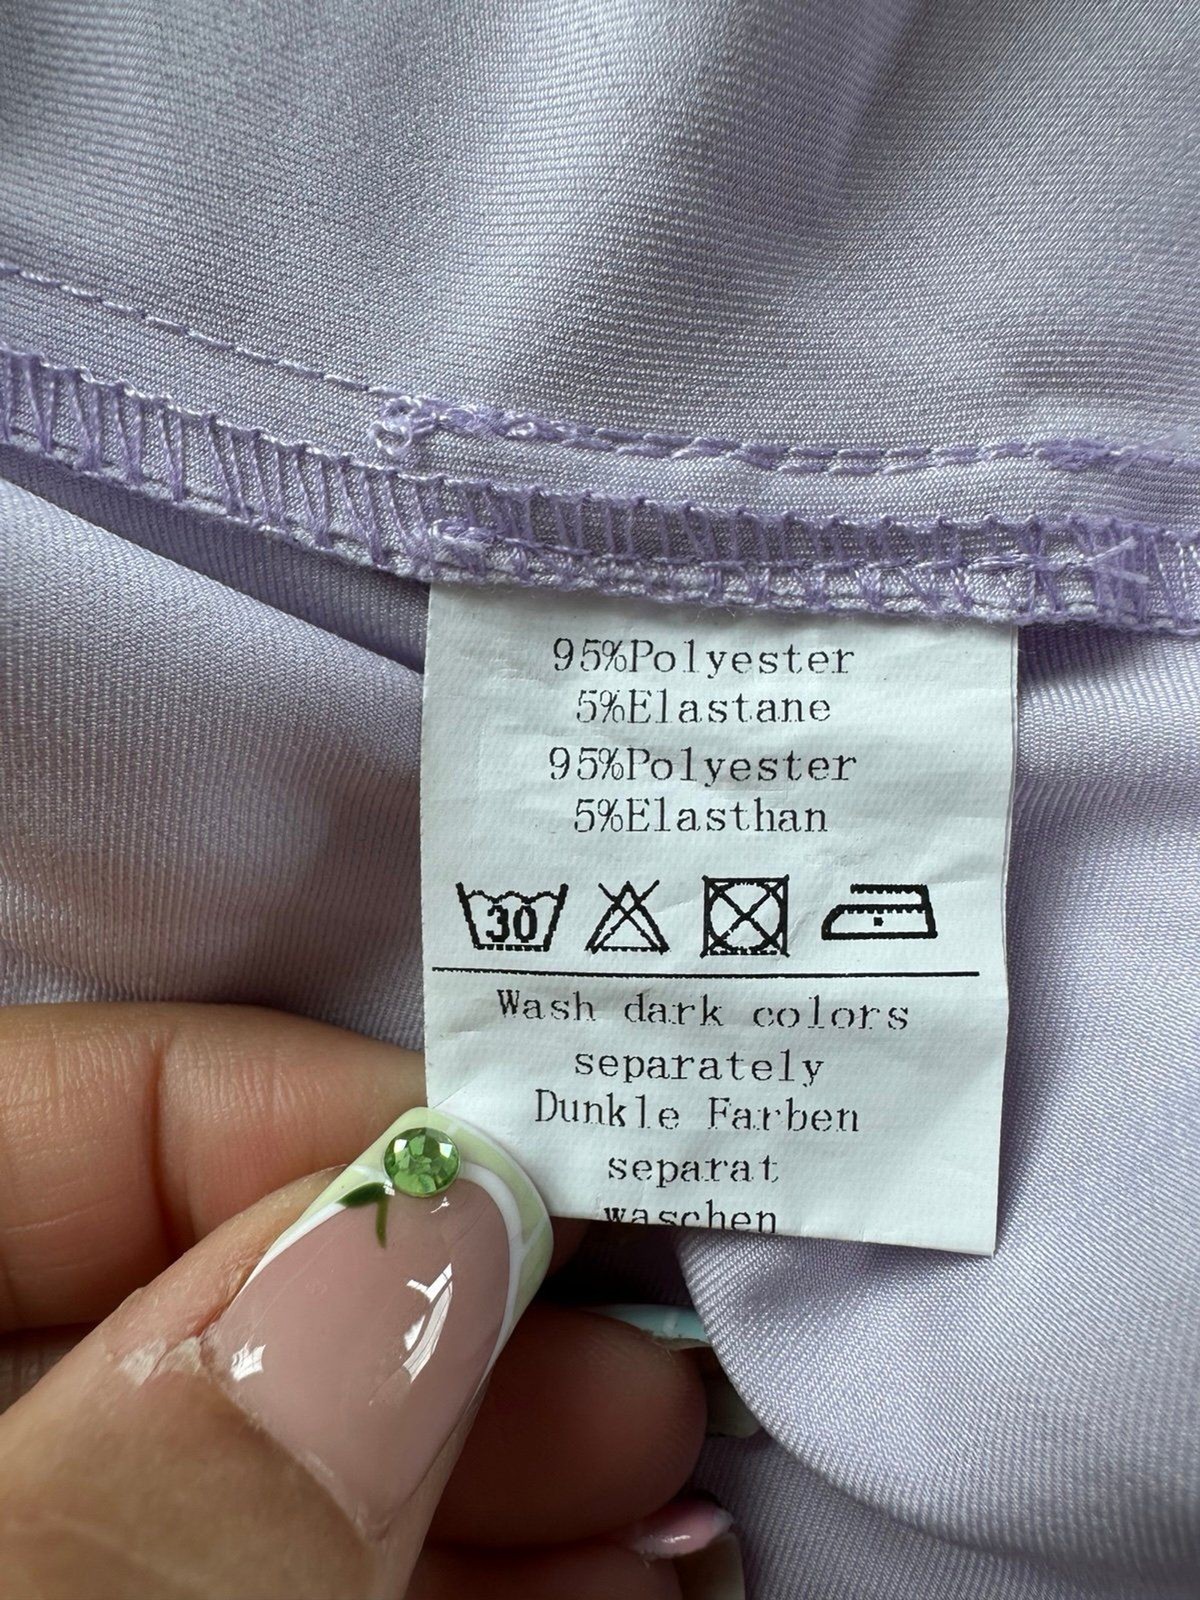 95%Polyester
5%Elastane
95%Polyester
5%Elasthan
30
Wash dark colors
separately
Dunkle Farben
separat
waschen